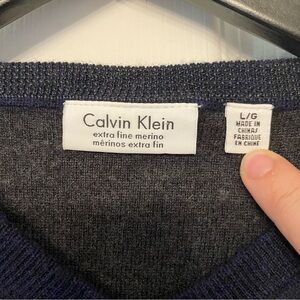 Calvin Klein
extra fine merino
mérinos extra fin
L/G
MADE IN
CHINA/
FABRIQUÉ
EN CHINE